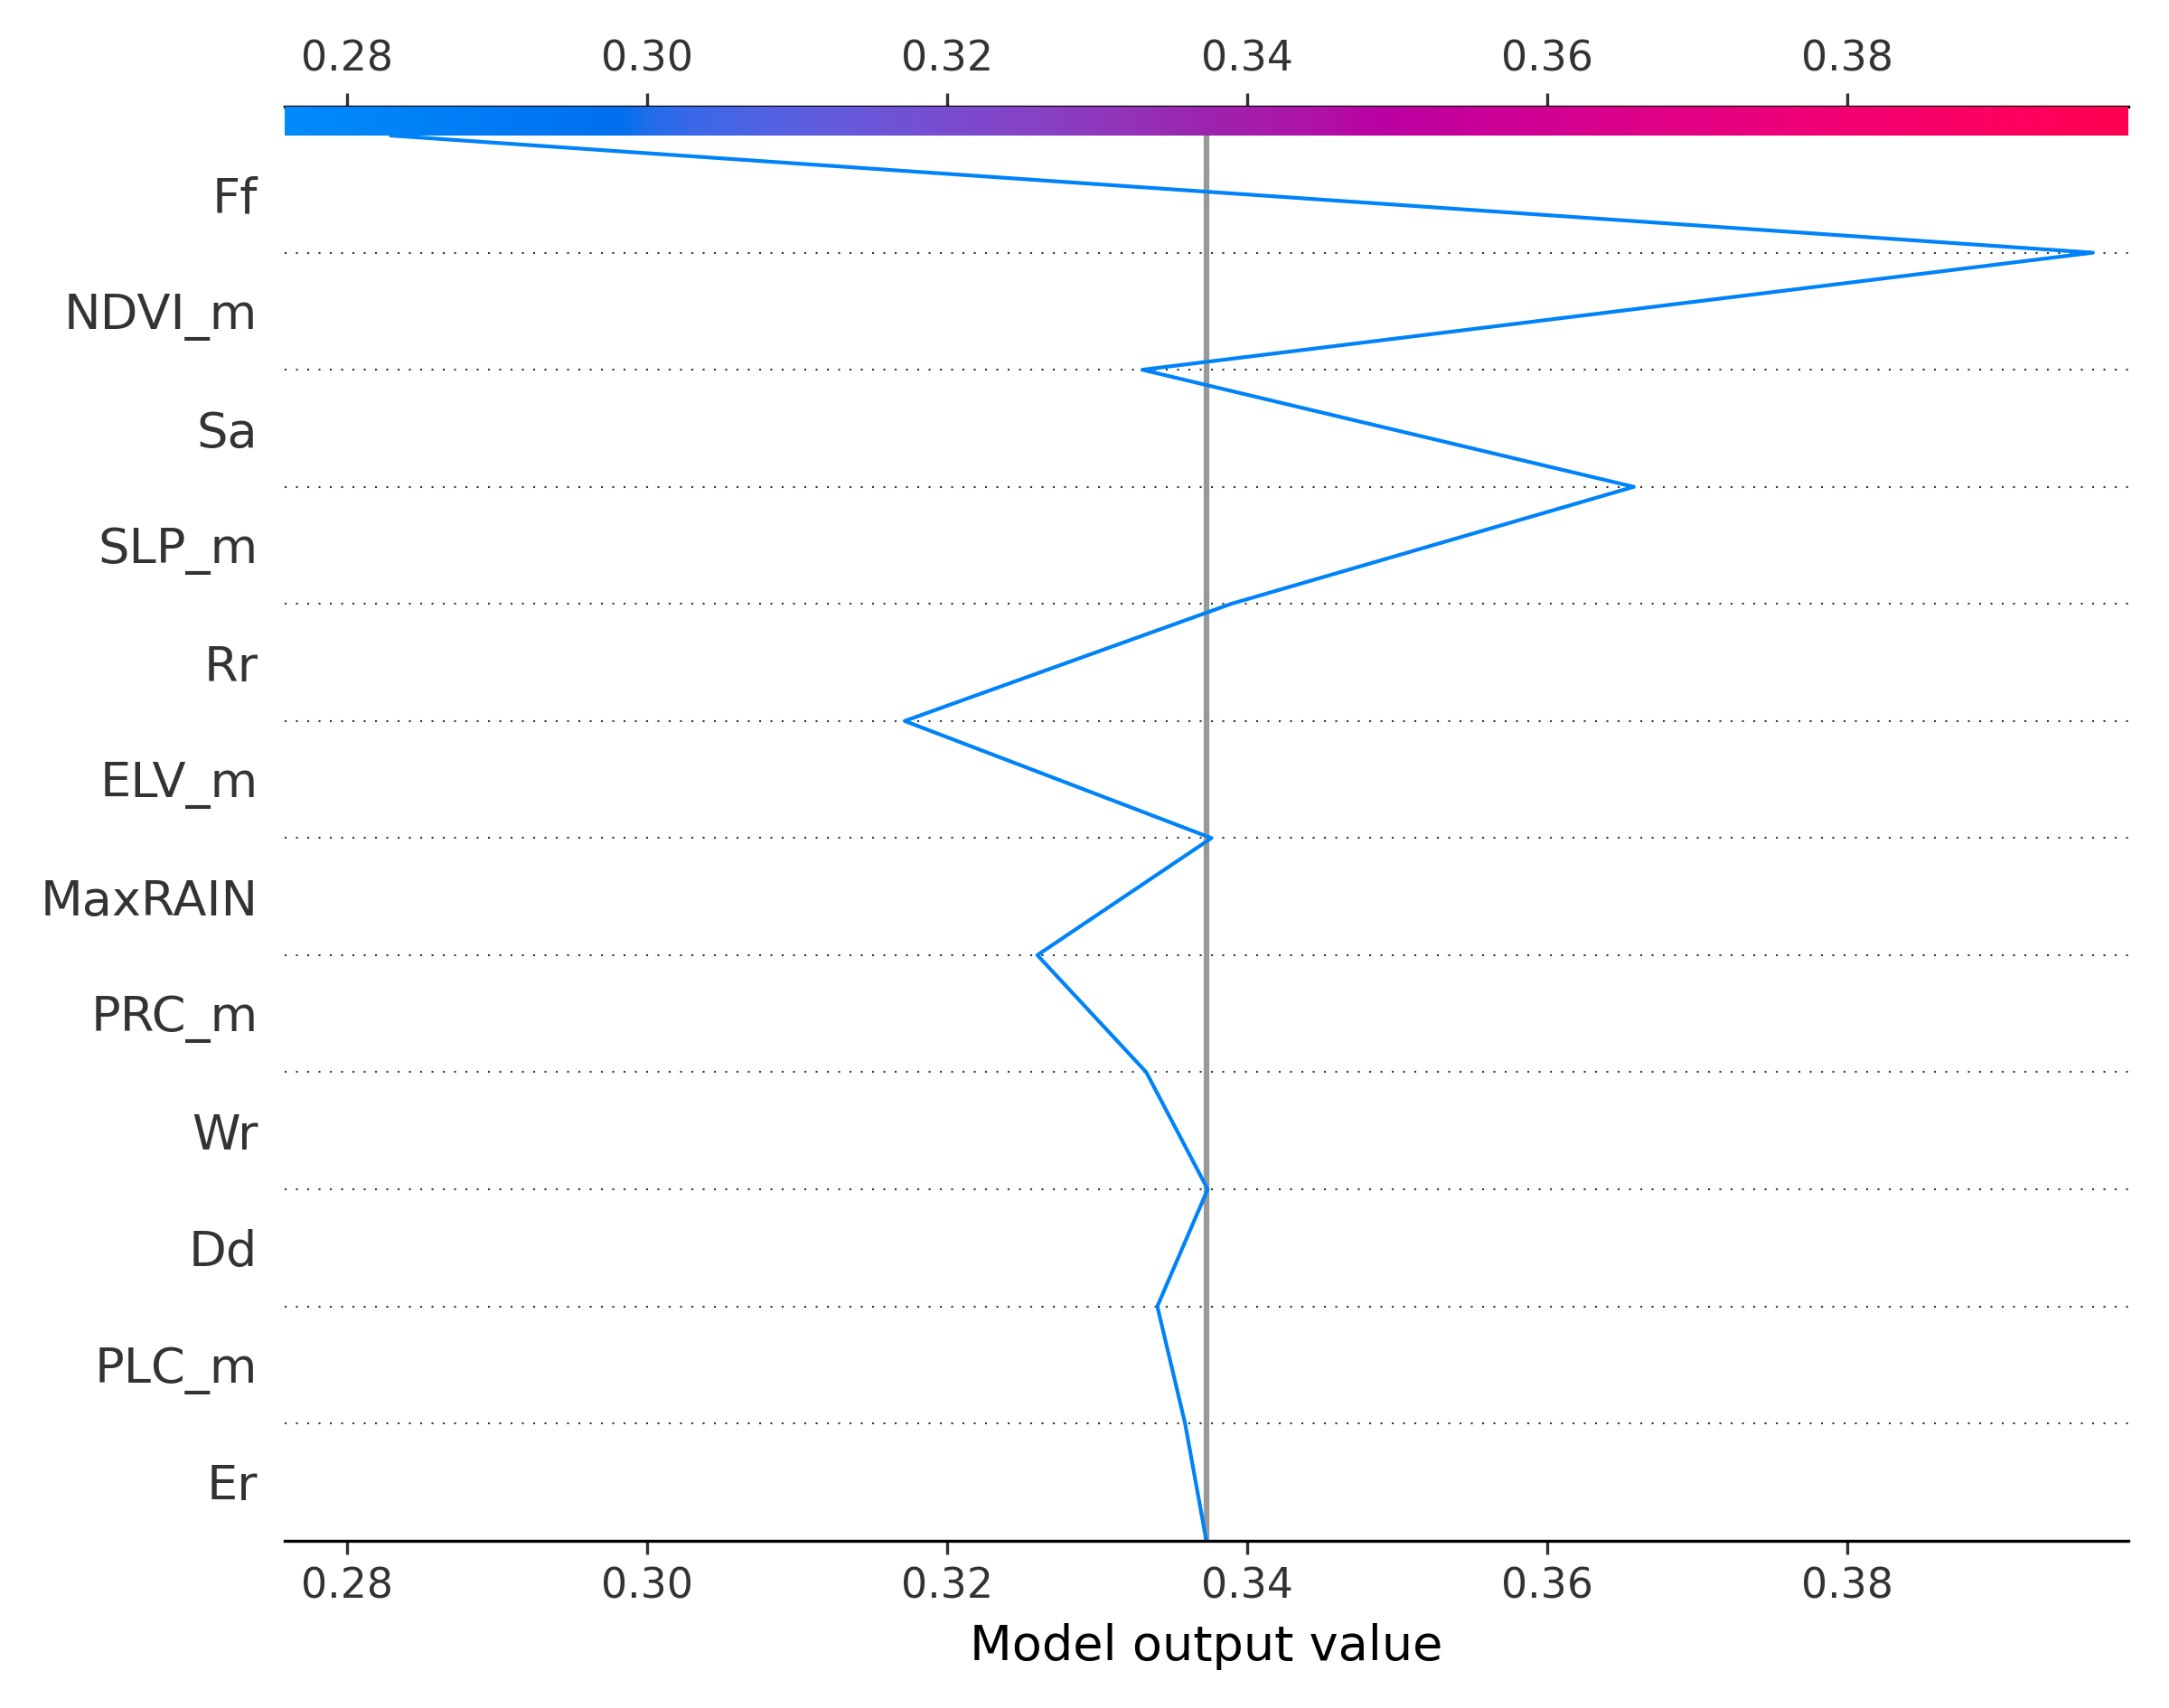 0.28 0.30 0.32 0.34 0.36 0.38
Ff
NDVI_m
Sa
SLP_m
Rr
ELV_m
MaxRAIN
PRC_m
Wr
Dd
PLC_m
Er
0.28 0.30 0.32 0.34 0.36 0.38
Model output value